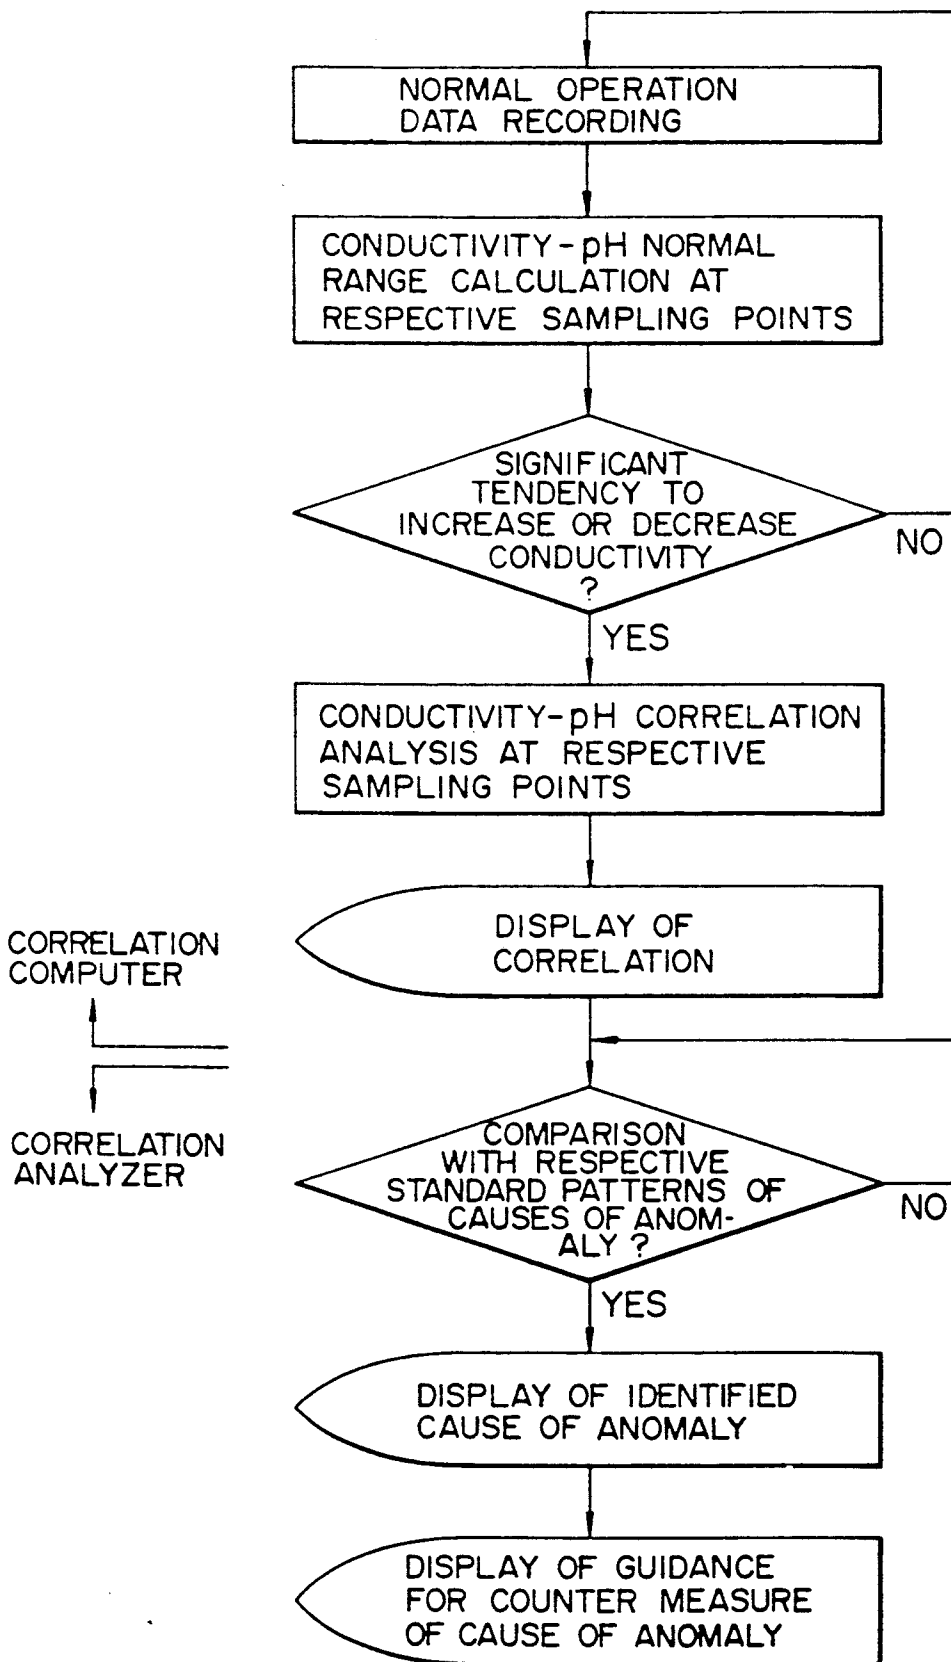 NORMAL OPERATION
DATA RECORDING
CONDUCTIVITY-pH NORMAL
RANGE CALCULATION AT
RESPECTIVE SAMPLING POINTS
SIGNIFICANT
TENDENCY TO
INCREASE OR DECREASE
CONDUCTIVITY
?
NO
YES
CONDUCTIVITY-pH CORRELATION
ANALYSIS AT RESPECTIVE
SAMPLING POINTS
DISPLAY OF
CORRELATION
CORRELATION
COMPUTER
CORRELATION
ANALYZER
COMPARISON
WITH RESPECTIVE
STANDARD PATTERNS OF
CAUSES OF ANOM-
ALY ?
NO
YES
DISPLAY OF IDENTIFIED
CAUSE OF ANOMALY
DISPLAY OF GUIDANCE
FOR COUNTER MEASURE
OF CAUSE OF ANOMALY